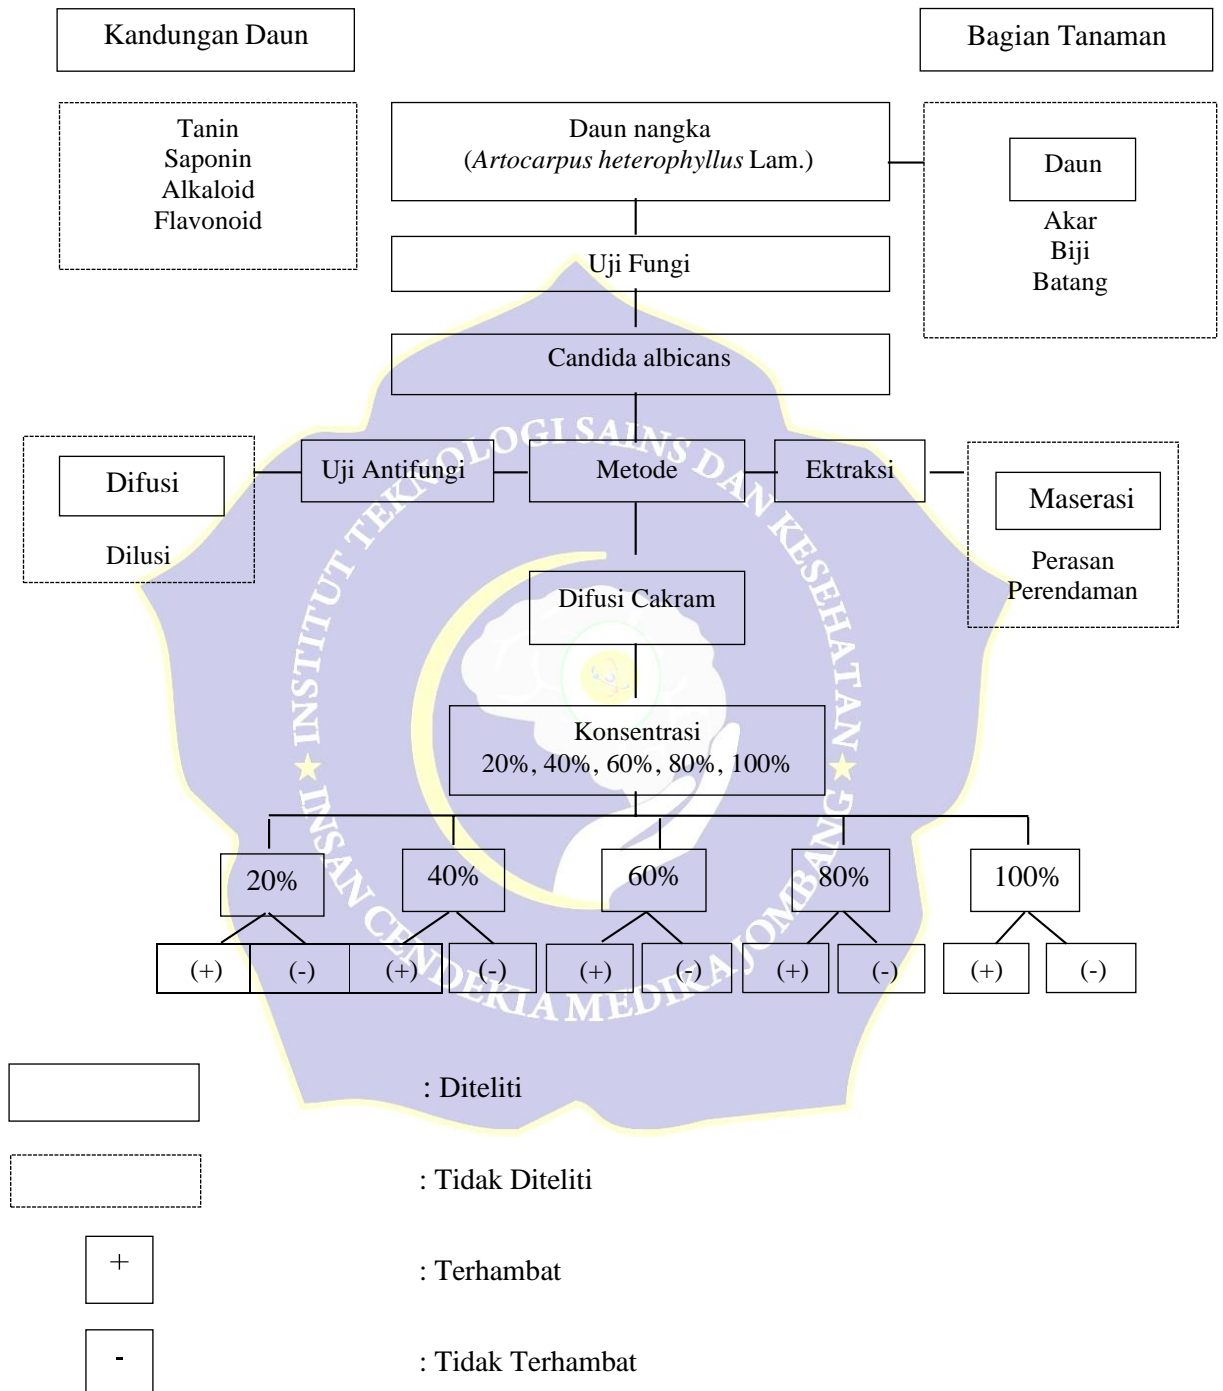 Kandungan Daun
Bagian Tanaman
Tanin
Saponin
Alkaloid
Flavonoid
Daun nangka
(Artocarpus heterophyllus Lam.)
Daun
Akar
Biji
Batang
Uji Fungi
Candida albicans
Difusi
Dilusi
Uji Antifungi
Metode
Ektraksi
Maserasi
Perasan
Perendaman
Difusi Cakram
Konsentrasi
20%, 40%, 60%, 80%, 100%
20%
40%
60%
80%
100%
(+)
(-)
(+)
(-)
(+)
(-)
(+)
(-)
(+)
(-)
INSTITUT TEKNOLOGI SAINS DAN KESEHATAN
INSAN CENDEKIA MEDIKA JOMBANG
: Diteliti
: Tidak Diteliti
+
: Terhambat
-
: Tidak Terhambat